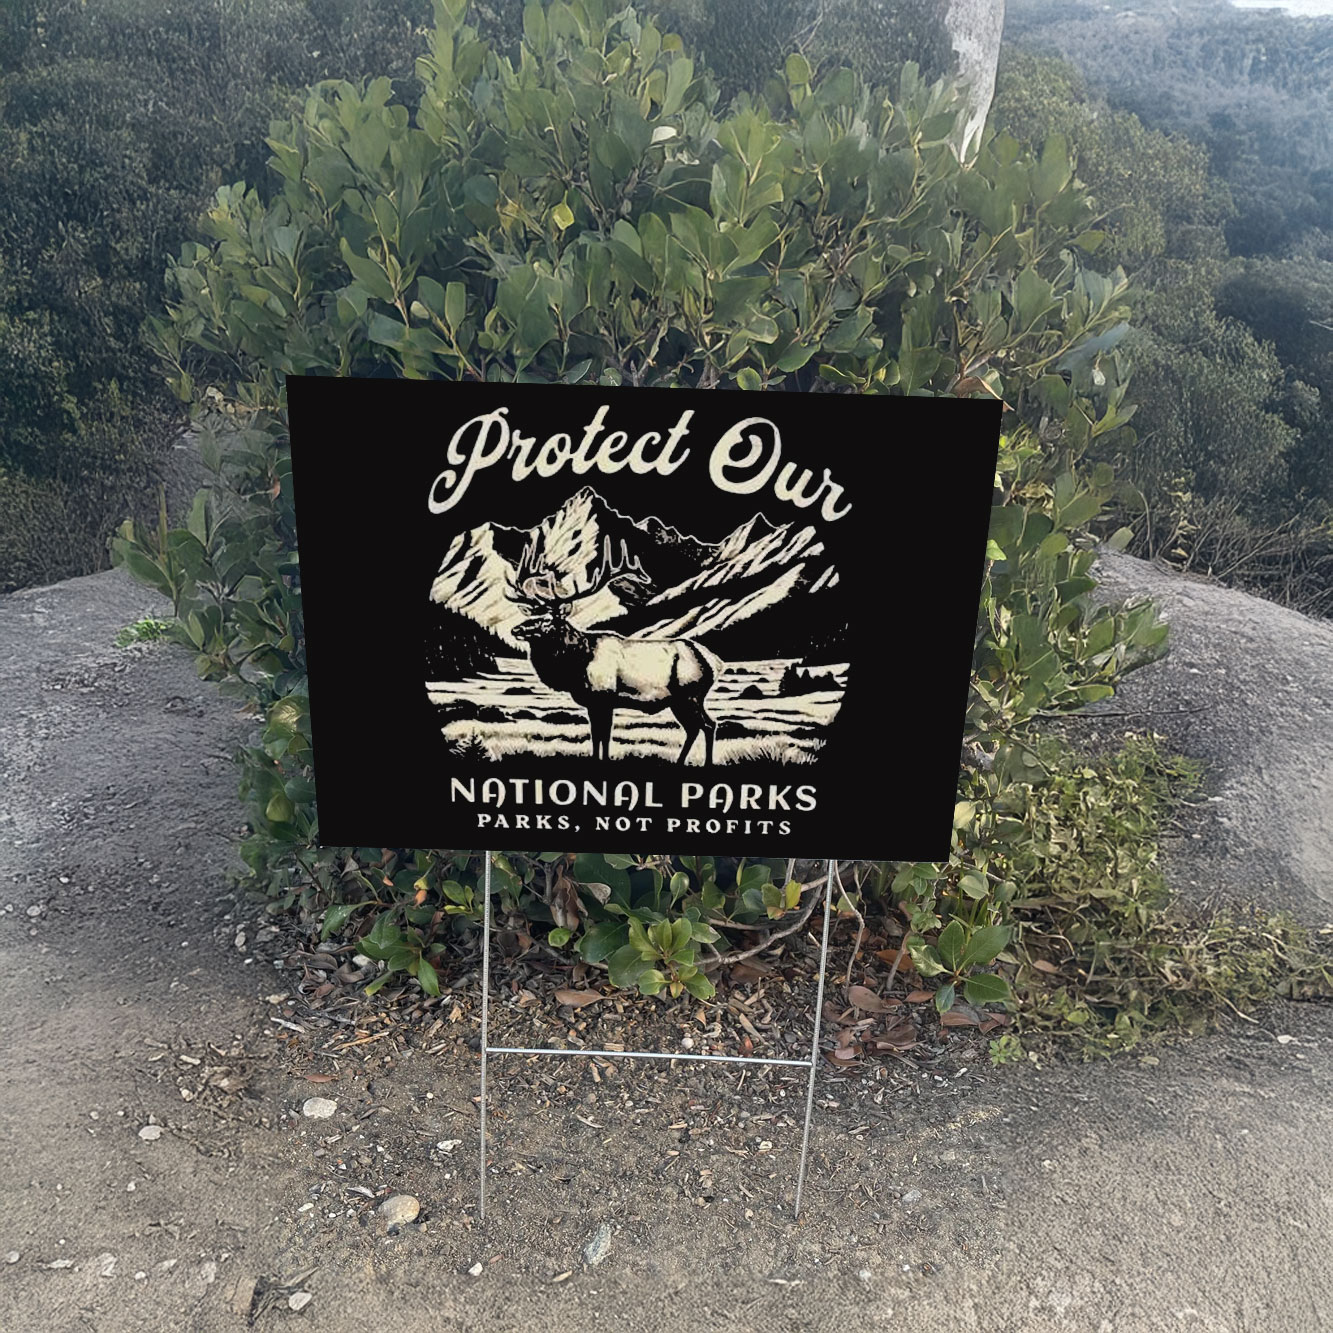 Protect Our
NATIONAL PARKS
PARKS, NOT PROFITS